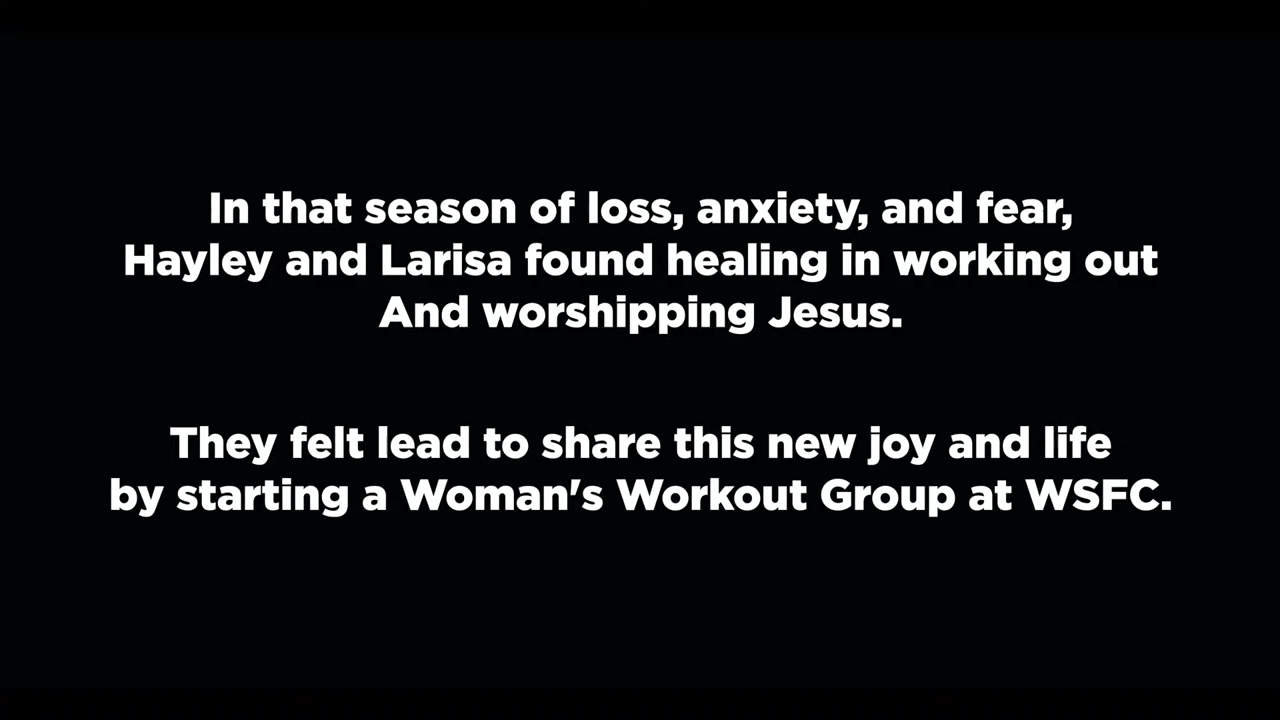 In that season of loss, anxiety, and fear,
Hayley and Larisa found healing in working out
And worshipping Jesus.
They felt lead to share this new joy and life
by starting a Woman's Workout Group at WSFC.